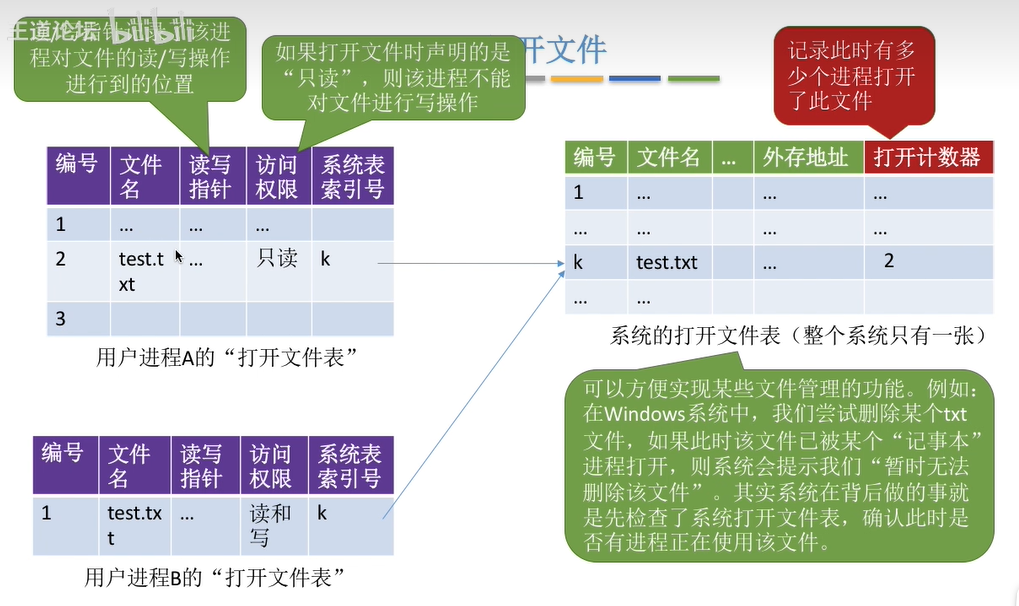 王道论坛 bilibili
程对文件的读/写操作
进行到的位置
如果打开文件时声明的是
“只读”，则该进程不能
对文件进行写操作
开文件
记录此时有多
少个进程打开
了此文件
编号 文件名 读写指针 访问权限 系统表索引号
1 ... ... ...
2 test.txt ... 只读 k
3
用户进程A的“打开文件表”
编号 文件名 ... 外存地址 打开计数器
1 ... ... ...
... ... ... ...
k test.txt ... 2
... ...
系统的打开文件表（整个系统只有一张）
编号 文件名 读写指针 访问权限 系统表索引号
1 test.txt ... 读和写 k
用户进程B的“打开文件表”
可以方便实现某些文件管理的功能。例如：
在Windows系统中，我们尝试删除某个txt
文件，如果此时该文件已被某个“记事本”
进程打开，则系统会提示我们“暂时无法
删除该文件”。其实系统在背后做的事就
是先检查了系统打开文件表，确认此时是
否有进程正在使用该文件。